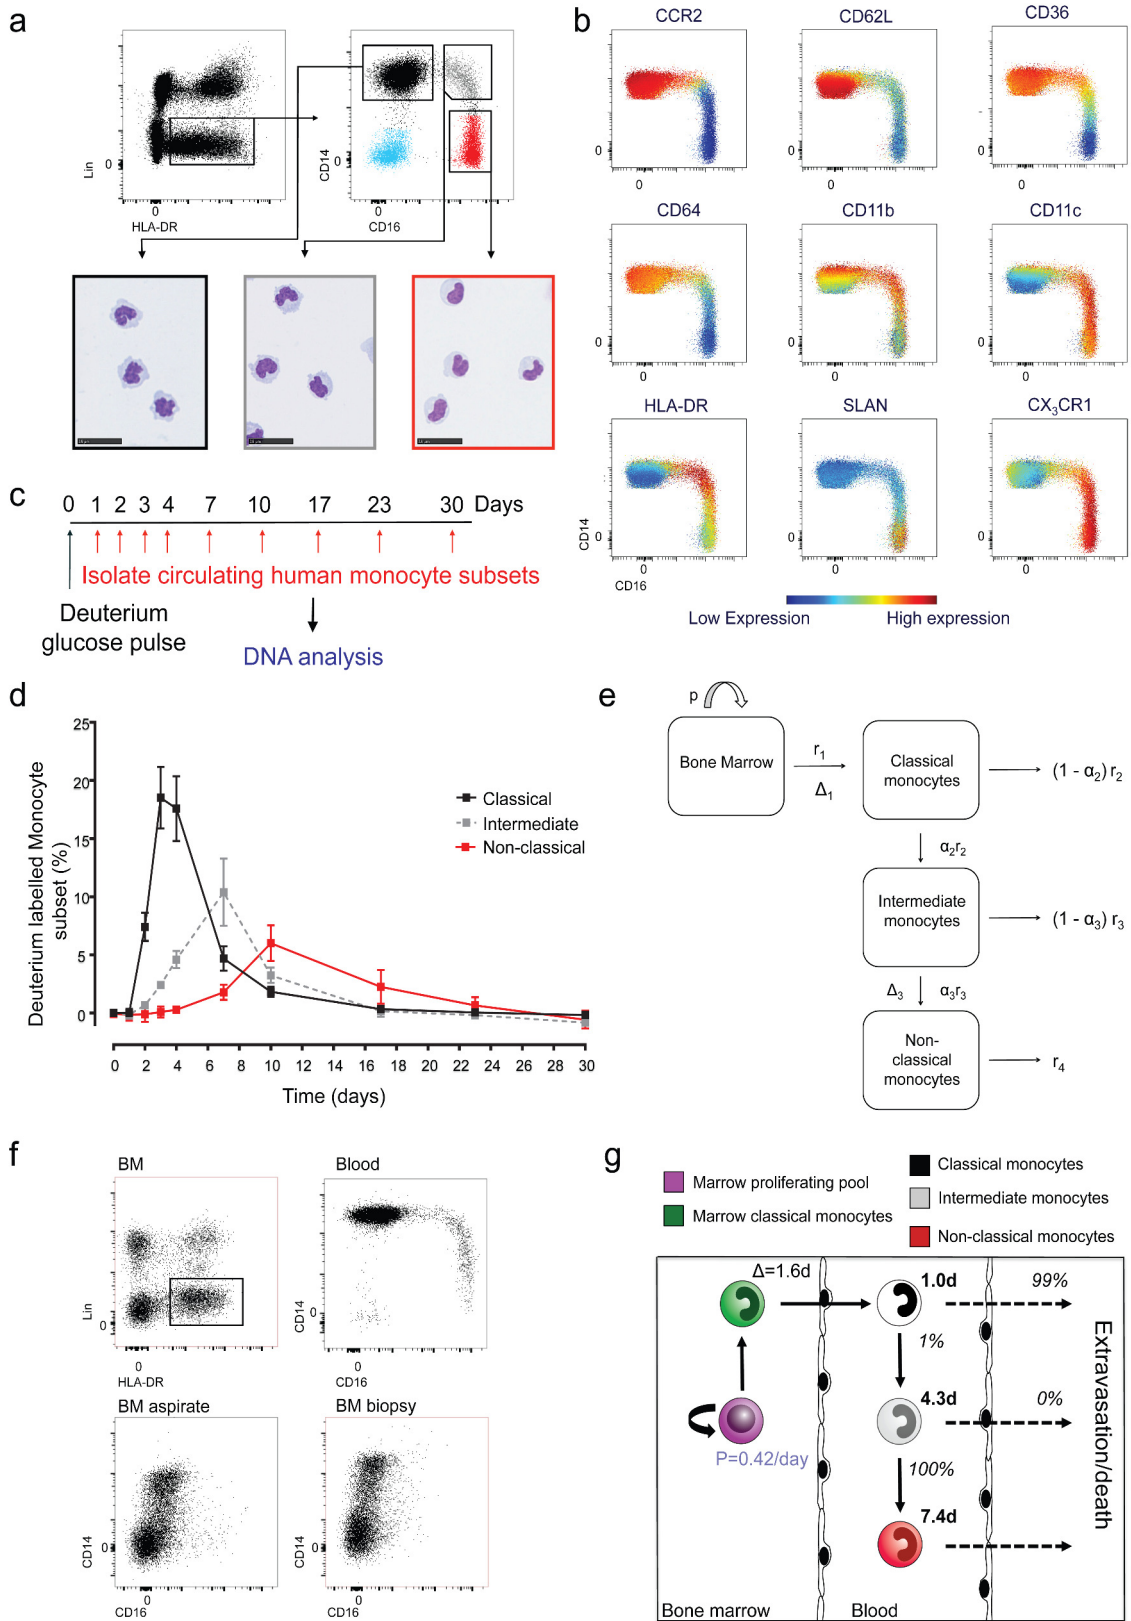 a
Lin
0
0
HLA-DR
CD14
0
0
CD16
b
CCR2
CD62L
CD36
0
0
0
0
0
0
CD64
CD11b
CD11c
0
0
0
0
0
0
HLA-DR
SLAN
CX3CR1
CD14
0
0
0
0
0
0
CD16
Low Expression
High expression
c
0 1 2 3 4 7 10 17 23 30 Days
Isolate circulating human monocyte subsets
Deuterium
glucose pulse
DNA analysis
d
Deuterium labelled Monocyte
subset (%)
25
20
15
10
5
0
Classical
Intermediate
Non-classical
0 2 4 6 8 10 12 14 16 18 20 22 24 26 28 30
Time (days)
e
p
Bone Marrow
r1
Δ1
Classical
monocytes
(1 - α2) r2
α2r2
Intermediate
monocytes
(1 - α3) r3
Δ3
α3r3
Non-
classical
monocytes
r4
f
BM
Blood
Lin
0
0
HLA-DR
CD14
0
0
CD16
BM aspirate
BM biopsy
CD14
0
0
CD16
CD14
0
0
CD16
g
Marrow proliferating pool
Marrow classical monocytes
Classical monocytes
Intermediate monocytes
Non-classical monocytes
Δ=1.6d
1.0d
99%
1%
4.3d
0%
P=0.42/day
100%
7.4d
Extravasation/death
Bone marrow
Blood